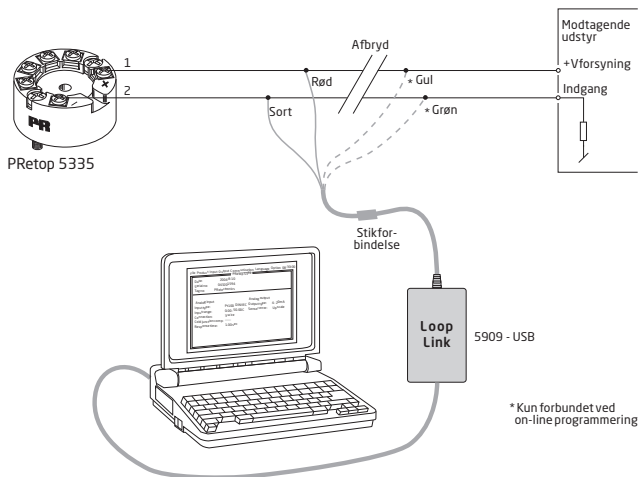 Modtagende
udstyr
Afbryd
1
+Vforsyning
Rød
* Gul
2
Indgang
Sort
* Grøn
PR
PRetop 5335
Stikfor-
bindelse
Loop
Link
5909 - USB
* Kun forbundet ved
on-line programmering